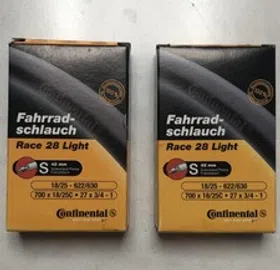 Fahrrad-
schlauch
Race 28 Light
S 42 mm
18/25 - 622/630
700 x 18/25C • 27 x 3/4 - 1
Continental
Fahrrad-
schlauch
Race 28 Light
S 42 mm
18/25 - 622/630
700 x 18/25C • 27 x 3/4 - 1
Continental